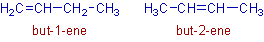 H₂C=CH—CH₂-CH₃ H₃C—CH=CH—CH₃
but-1-ene but-2-ene